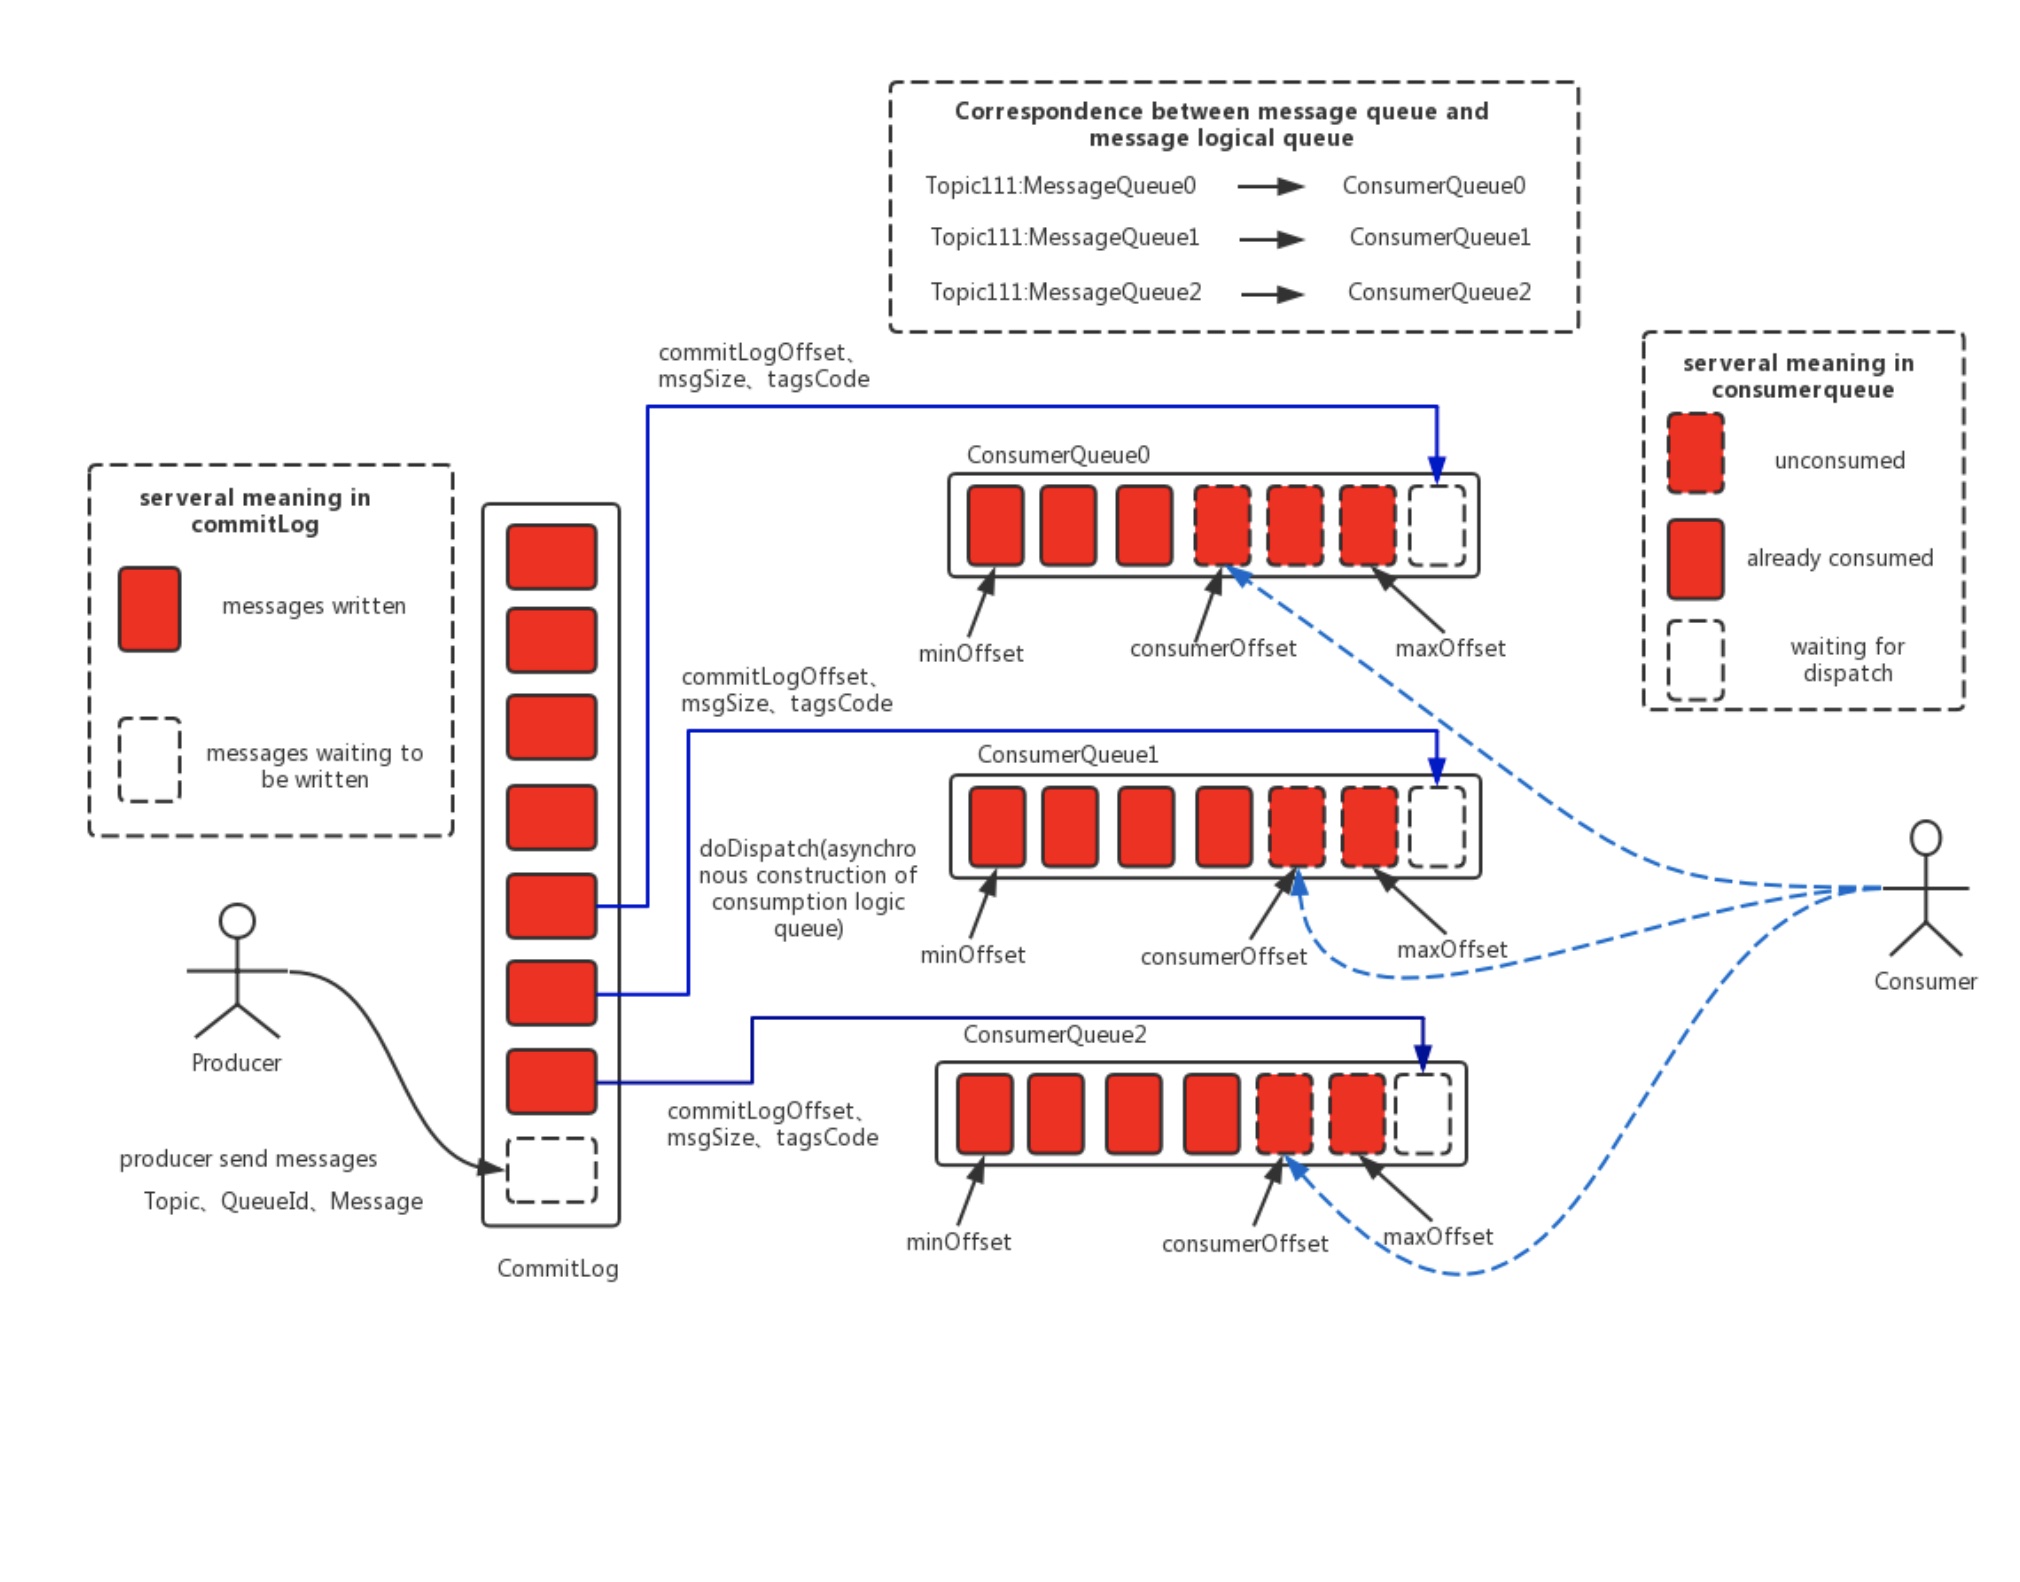 Correspondence between message queue and
message logical queue
Topic111:MessageQueue0
ConsumerQueue0
Topic111:MessageQueue1
ConsumerQueue1
Topic111:MessageQueue2
ConsumerQueue2
serveral meaning in
consumerqueue
unconsumed
already consumed
waiting for
dispatch
serveral meaning in
commitLog
messages written
messages waiting to
be written
commitLogOffset、
msgSize、tagsCode
ConsumerQueue0
minOffset
consumerOffset
maxOffset
commitLogOffset、
msgSize、tagsCode
ConsumerQueue1
doDispatch(asynchro
nous construction of
consumption logic
queue)
minOffset
consumerOffset
maxOffset
Consumer
ConsumerQueue2
commitLogOffset、
msgSize、tagsCode
minOffset
consumerOffset
maxOffset
Producer
producer send messages
Topic、QueueId、Message
CommitLog